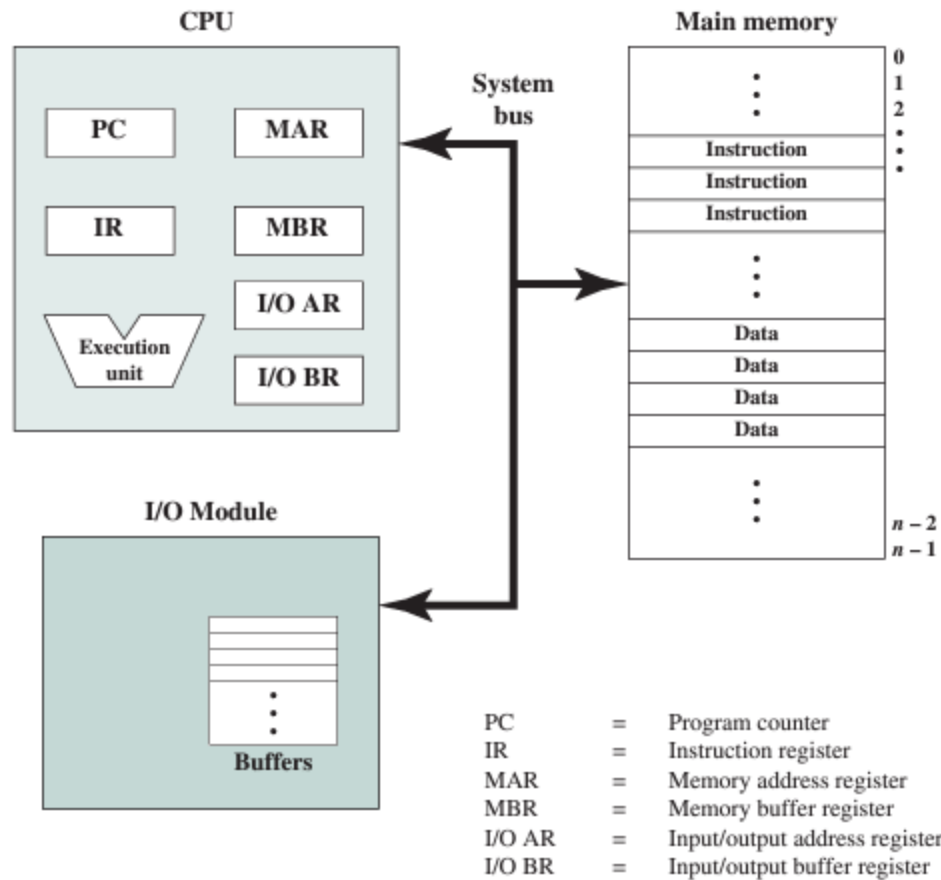 CPU
Main memory
System
bus
PC
MAR
IR
MBR
I/O AR
I/O BR
Execution
unit
0
1
2
Instruction
Instruction
Instruction
Data
Data
Data
Data
n – 2
n – 1
I/O Module
Buffers
PC = Program counter
IR = Instruction register
MAR = Memory address register
MBR = Memory buffer register
I/O AR = Input/output address register
I/O BR = Input/output buffer register